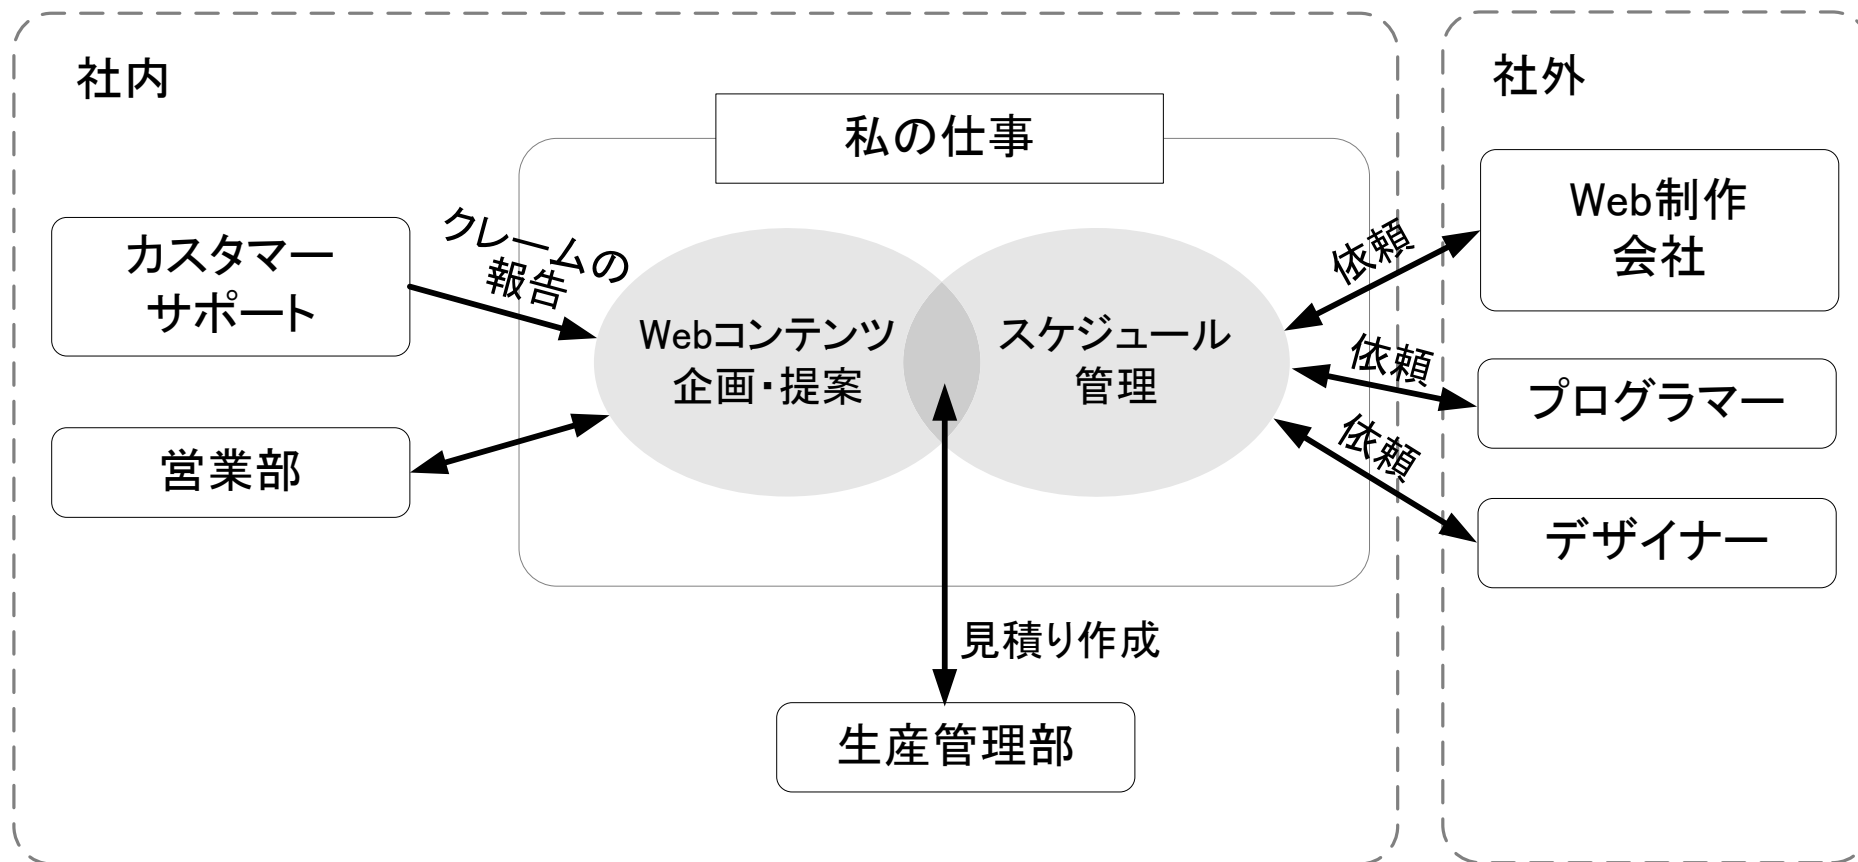 社内
私の仕事
カスタマー
サポート
クレームの
報告
Webコンテンツ
企画・提案
スケジュール
管理
営業部
見積り作成
生産管理部
社外
依頼
Web制作
会社
依頼
プログラマー
依頼
デザイナー